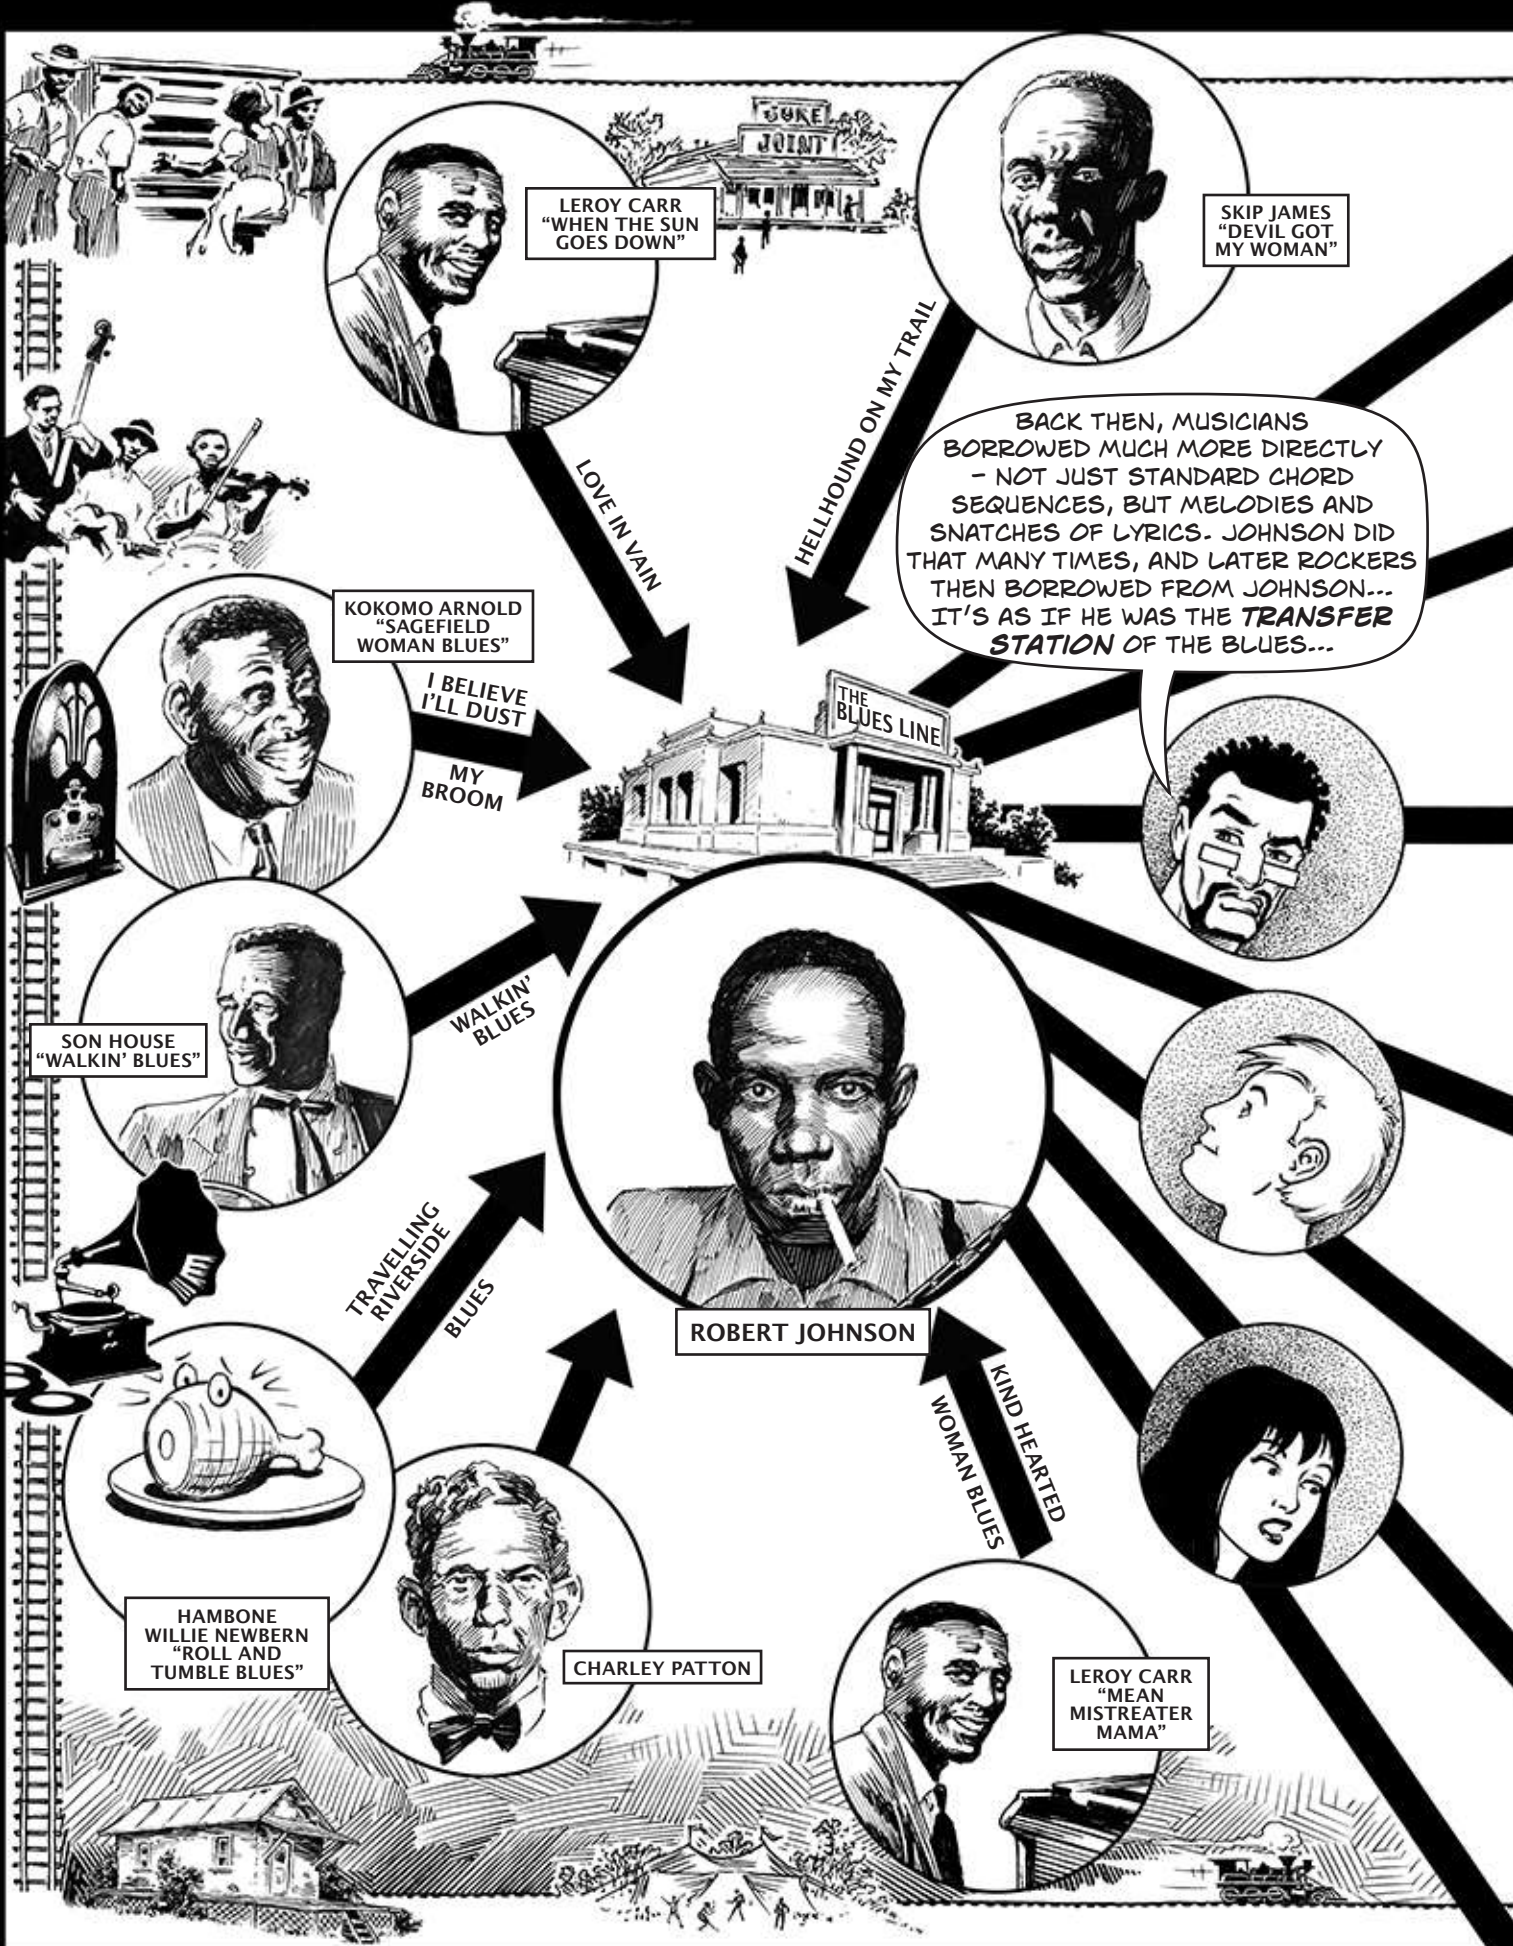 JUKE
JOINT
LEROY CARR
“WHEN THE SUN
GOES DOWN”
SKIP JAMES
“DEVIL GOT
MY WOMAN”
LOVE IN VAIN
HELLHOUND ON MY TRAIL
BACK THEN, MUSICIANS
BORROWED MUCH MORE DIRECTLY
– NOT JUST STANDARD CHORD
SEQUENCES, BUT MELODIES AND
SNATCHES OF LYRICS. JOHNSON DID
THAT MANY TIMES, AND LATER ROCKERS
THEN BORROWED FROM JOHNSON...
IT'S AS IF HE WAS THE TRANSFER
STATION OF THE BLUES...
KOKOMO ARNOLD
“SAGEFIELD
WOMAN BLUES”
I BELIEVE
I'LL DUST
MY
BROOM
THE
BLUES LINE
SON HOUSE
“WALKIN’ BLUES”
WALKIN’
BLUES
TRAVELLING
RIVERSIDE
BLUES
ROBERT JOHNSON
KIND HEARTED
WOMAN BLUES
HAMBONE
WILLIE NEWBERN
“ROLL AND
TUMBLE BLUES”
CHARLEY PATTON
LEROY CARR
“MEAN
MISTREATER
MAMA”